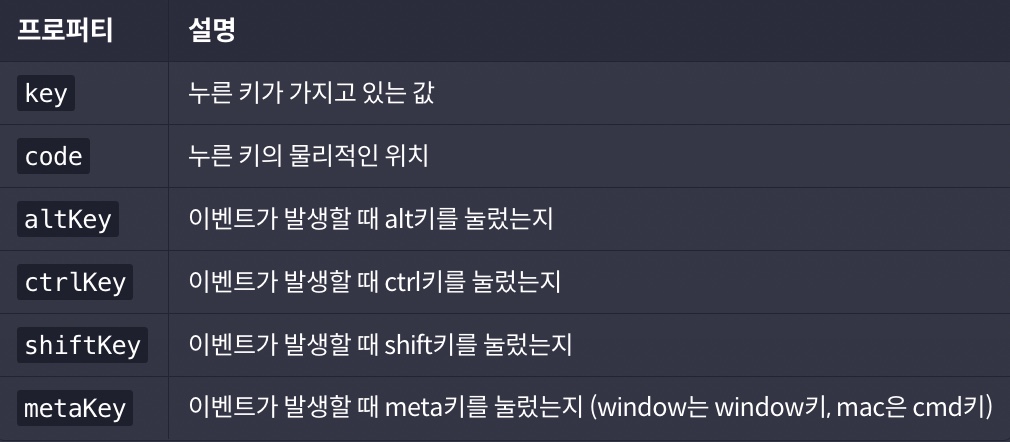 프로퍼티 설명
key 누른 키가 가지고 있는 값
code 누른 키의 물리적인 위치
altKey 이벤트가 발생할 때 alt키를 눌렀는지
ctrlKey 이벤트가 발생할 때 ctrl키를 눌렀는지
shiftKey 이벤트가 발생할 때 shift키를 눌렀는지
metaKey 이벤트가 발생할 때 meta키를 눌렀는지 (window는 window키, mac은 cmd키)